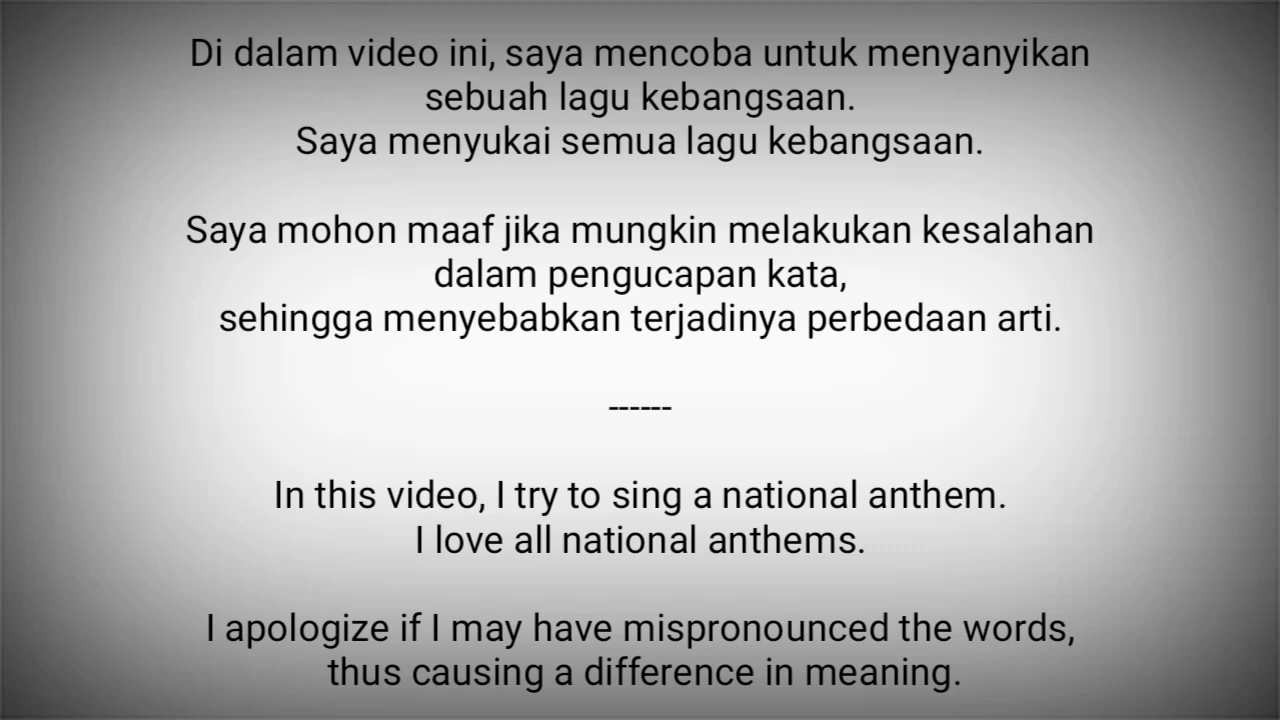 Di dalam video ini, saya mencoba untuk menyanyikan
sebuah lagu kebangsaan.
Saya menyukai semua lagu kebangsaan.
Saya mohon maaf jika mungkin melakukan kesalahan
dalam pengucapan kata,
sehingga menyebabkan terjadinya perbedaan arti.
------
In this video, I try to sing a national anthem.
I love all national anthems.
I apologize if I may have mispronounced the words,
thus causing a difference in meaning.